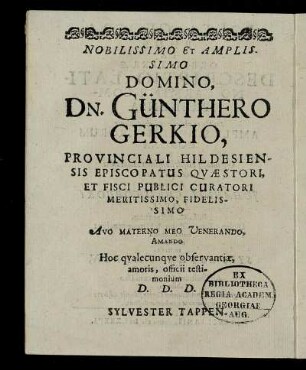 NOBILISSIMO ET AMPLIS-
SIMO
DOMINO,
DN. GÜNTHERO
GERKIO,
PROVINCIALI HILDESIEN-
SIS EPISCOPATUS QVÆSTORI,
ET FISCI PUBLICI CURATORI
MERITISSIMO, FIDELIS-
SIMO
AVO MATERNO MEO VENERANDO,
AMANDO
Hoc qvalecunqve observantiæ,
amoris, officii testi-
monium
D. D. D.
SYLVESTER TAPPEN.
EX
BIBLIOTHECA
REGIA ACADEM.
GEORGIAE
AUG.